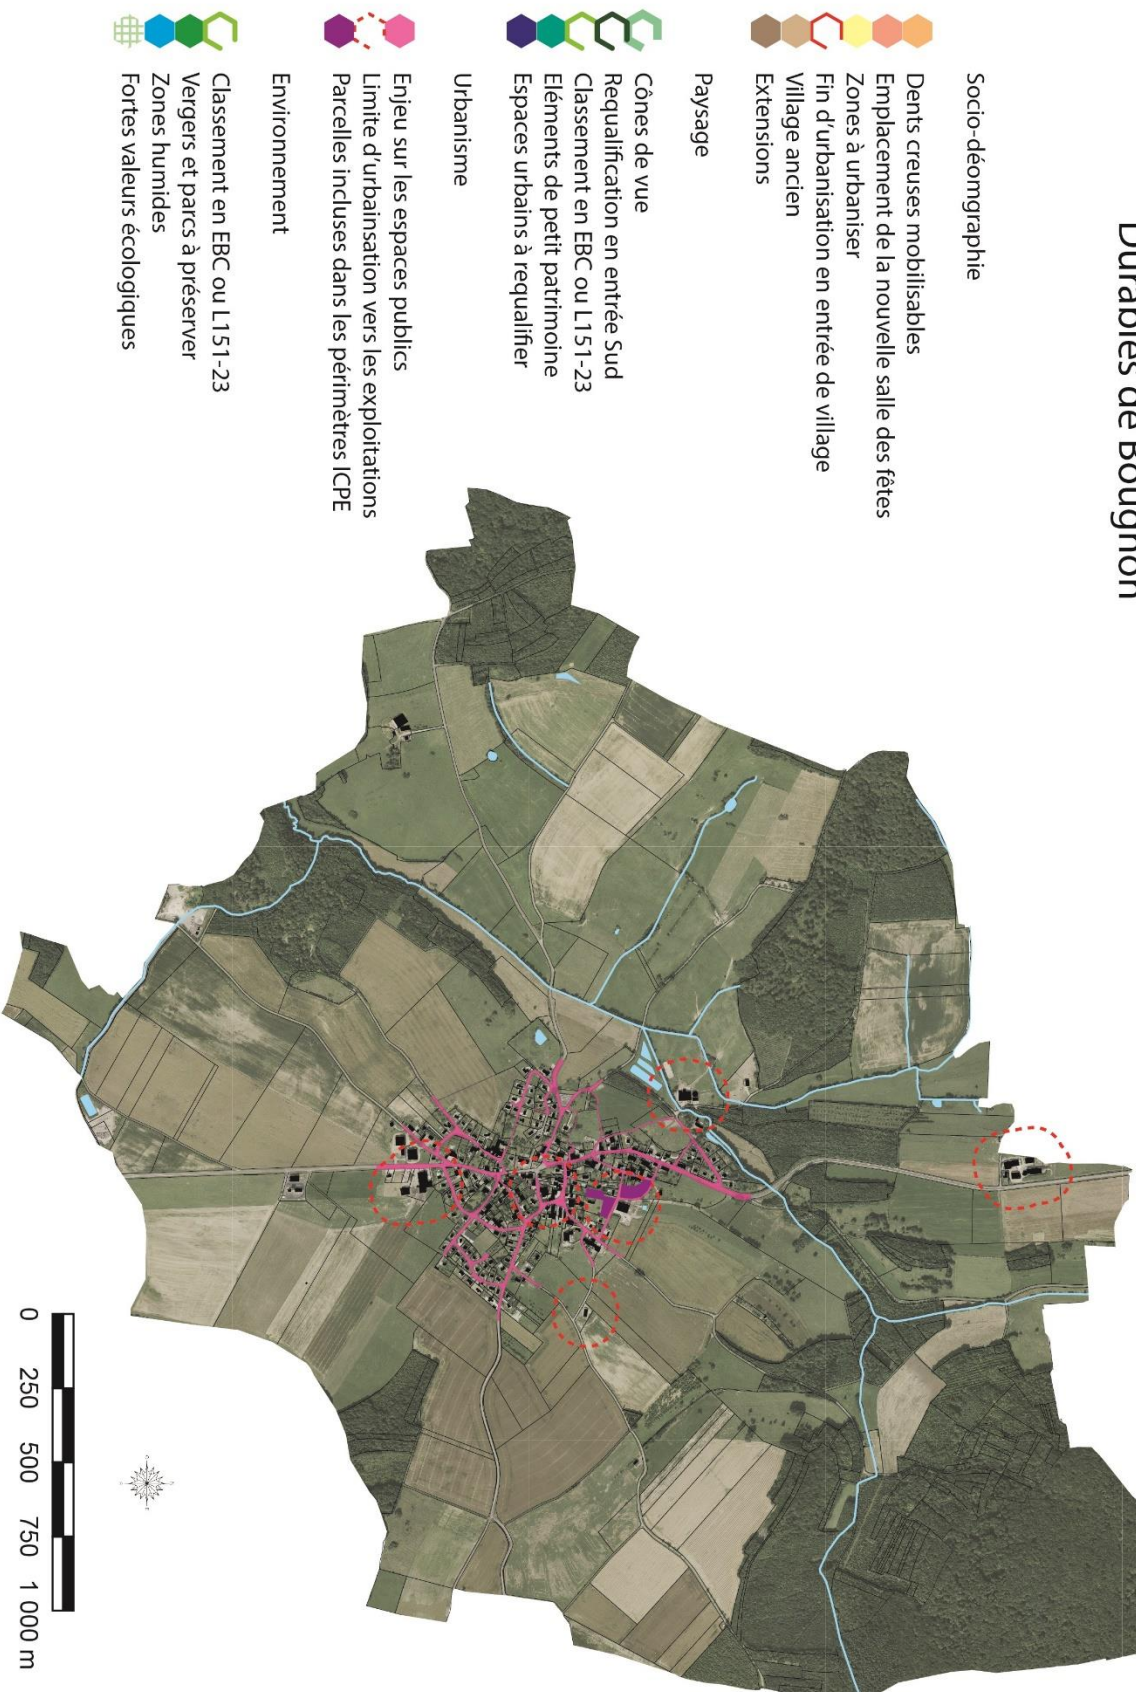 Durables de Bougnon
Socio-déomgraphie
Dents creuses mobilisables
Emplacement de la nouvelle salle des fêtes
Zones à urbaniser
Fin d'urbanisation en entrée de village
Village ancien
Extensions
Paysage
Cônes de vue
Requalification en entrée Sud
Classement en EBC ou L151-23
Eléments de petit patrimoine
Espaces urbains à requalifier
Urbanisme
Enjeu sur les espaces publics
Limite d'urbainsation vers les exploitations
Parcelles incluses dans les périmètres ICPE
Environnement
Classement en EBC ou L151-23
Vergers et parcs à préserver
Zones humides
Fortes valeurs écologiques
0 250 500 750 1 000 m